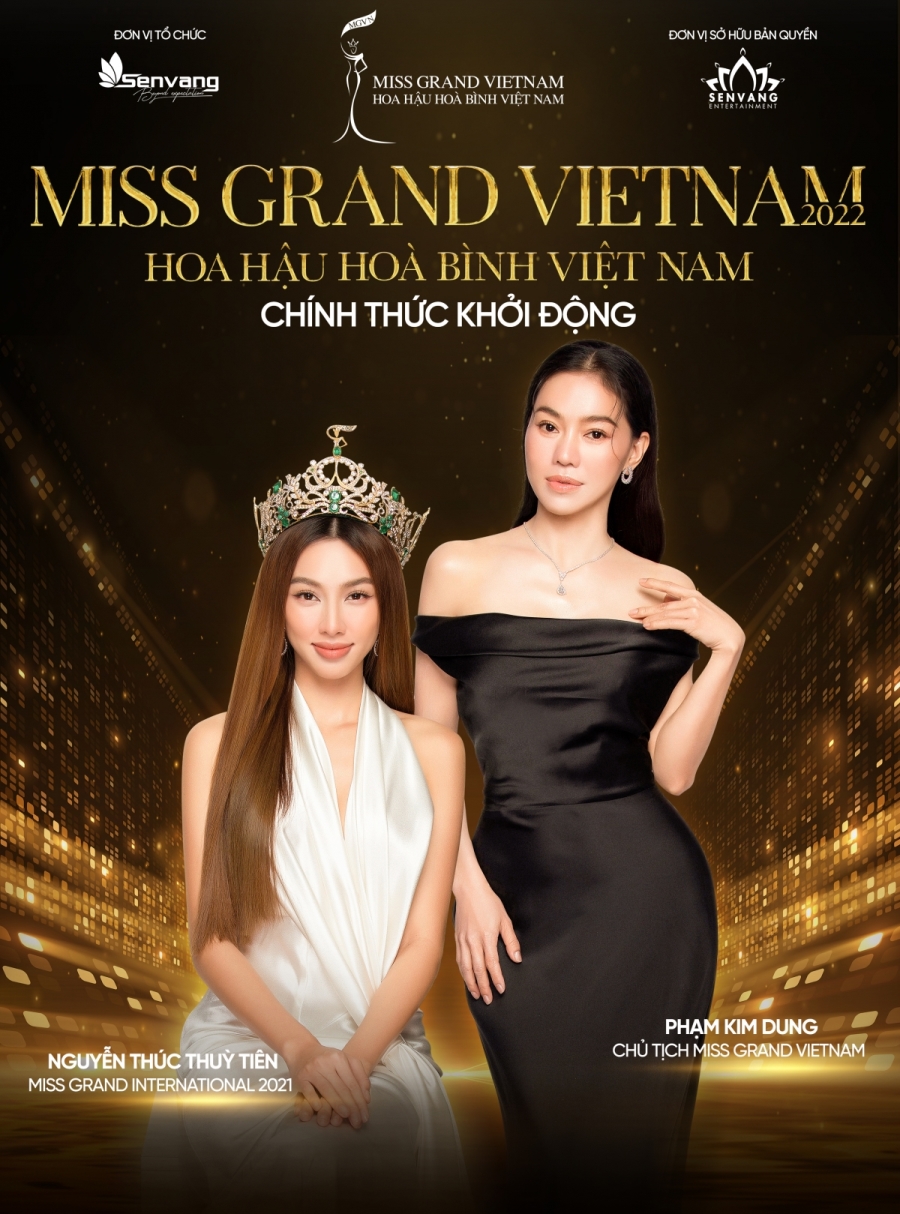 ĐƠN VỊ TỔ CHỨC
Senvang
Beyond expectation
MGVN
MISS GRAND VIETNAM
HOA HẬU HOÀ BÌNH VIỆT NAM
ĐƠN VỊ SỞ HỮU BẢN QUYỀN
SENVANG
ENTERTAINMENT
MISS GRAND VIETNAM
2022
HOA HẬU HOÀ BÌNH VIỆT NAM
CHÍNH THỨC KHỞI ĐỘNG
PHẠM KIM DUNG
CHỦ TỊCH MISS GRAND VIETNAM
NGUYỄN THÚC THUỲ TIÊN
MISS GRAND INTERNATIONAL 2021